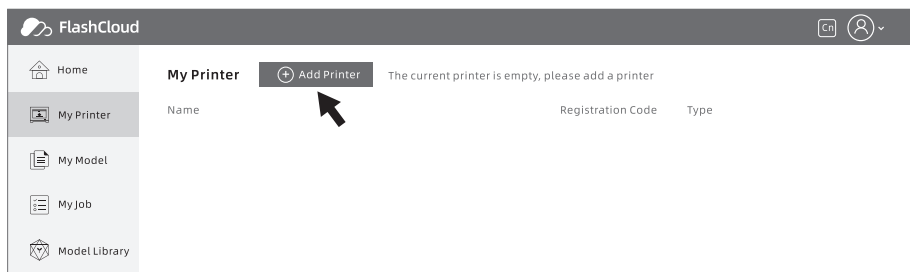 FlashCloud
Cn
Home
My Printer
My Model
My Job
Model Library
My Printer
Add Printer
The current printer is empty, please add a printer
Name Registration Code Type